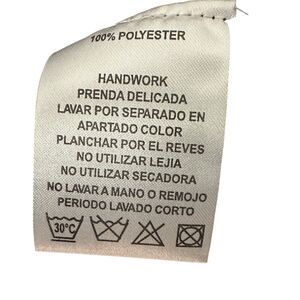 100% POLYESTER
HANDWORK
PRENDA DELICADA
LAVAR POR SEPARADO EN
APARTADO COLOR
PLANCHAR POR EL REVES
NO UTILIZAR LEJIA
NO UTILIZAR SECADORA
NO LAVAR A MANO O REMOJO
PERIODO LAVADO CORTO
30°C